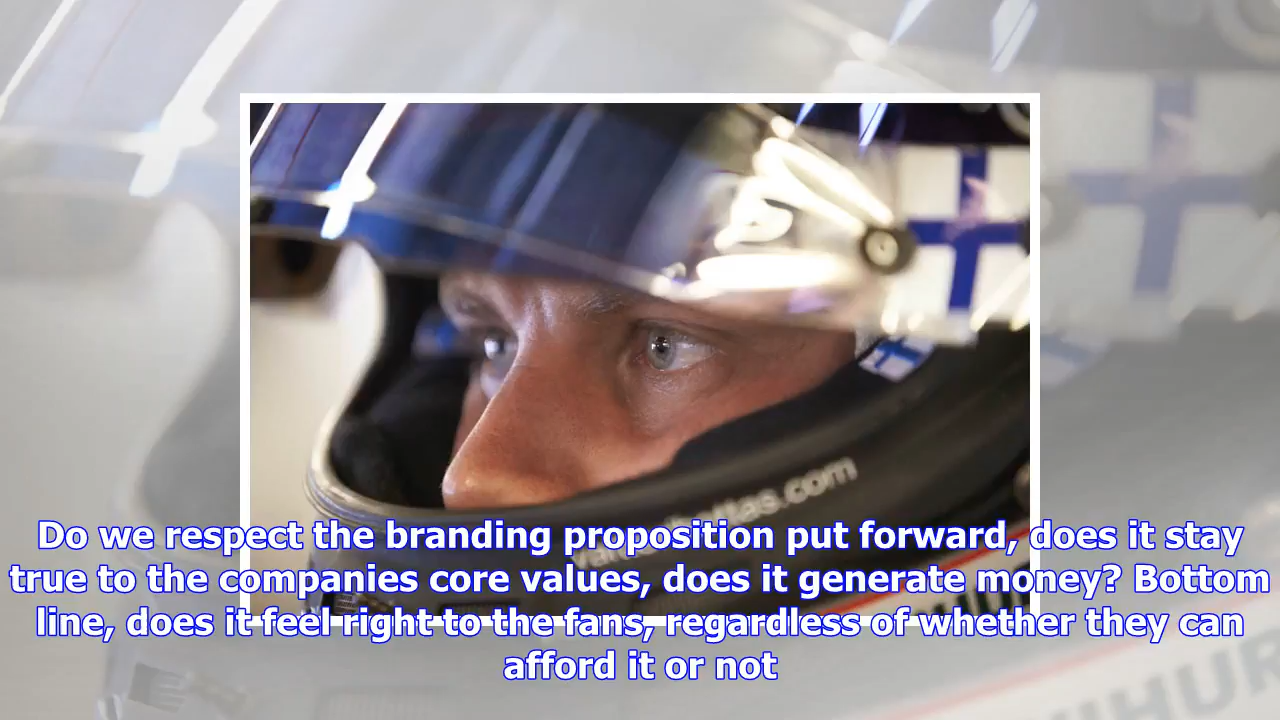 ttas.com
Do we respect the branding proposition put forward, does it stay
true to the companies core values, does it generate money? Bottom
line, does it feel right to the fans, regardless of whether they can
afford it or not